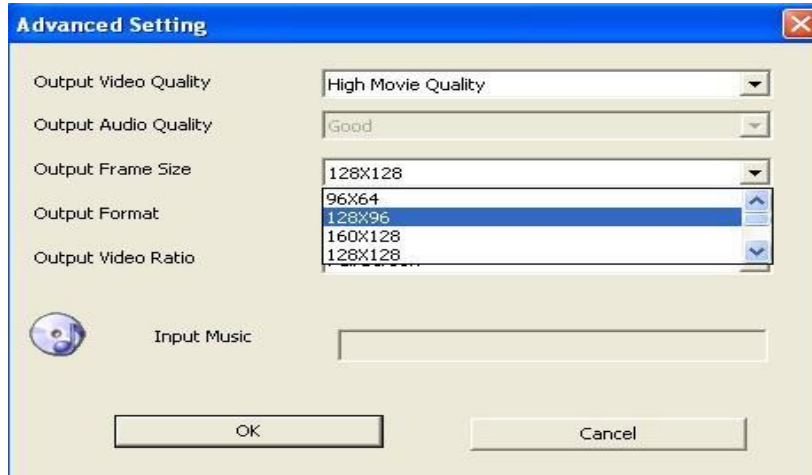 Advanced Setting
Output Video Quality
High Movie Quality
Output Audio Quality
Good
Output Frame Size
128X128
96X64
128X96
160X128
128X128
Output Format
Output Video Ratio
Input Music
OK
Cancel